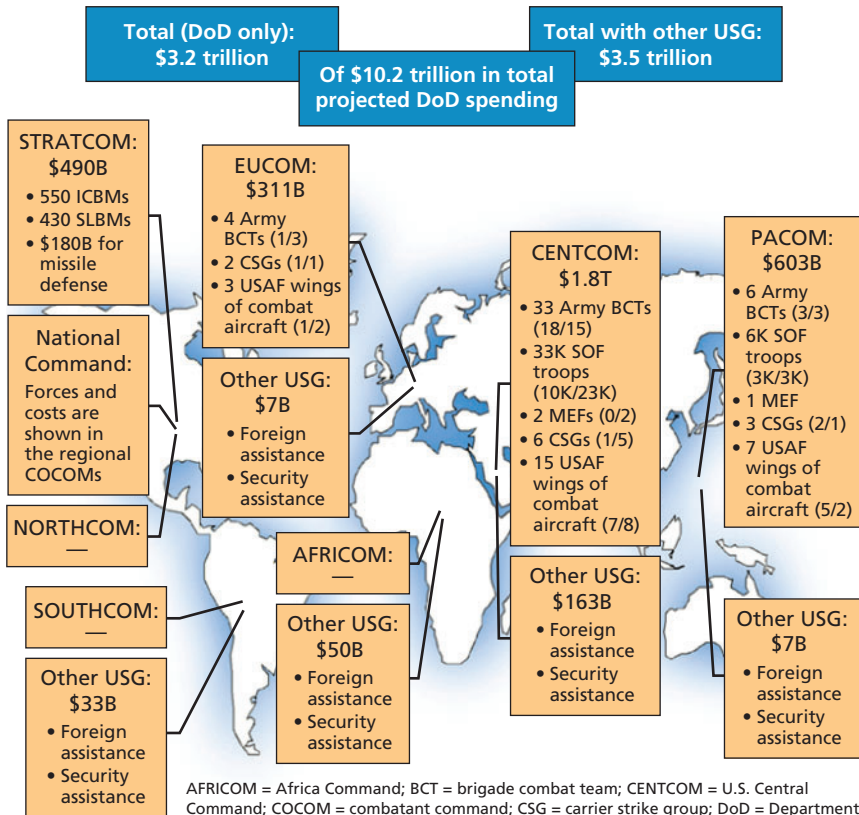 Total (DoD only):
$3.2 trillion
Total with other USG:
$3.5 trillion
Of $10.2 trillion in total
projected DoD spending
STRATCOM:
$490B
• 550 ICBMs
• 430 SLBMs
• $180B for
missile
defense
National
Command:
Forces and
costs are
shown in
the regional
COCOMs
NORTHCOM:
—
SOUTHCOM:
—
Other USG:
$33B
• Foreign
assistance
• Security
assistance
EUCOM:
$311B
• 4 Army
BCTs (1/3)
• 2 CSGs (1/1)
• 3 USAF wings
of combat
aircraft (1/2)
Other USG:
$7B
• Foreign
assistance
• Security
assistance
AFRICOM:
—
Other USG:
$50B
• Foreign
assistance
• Security
assistance
CENTCOM:
$1.8T
• 33 Army BCTs
(18/15)
• 33K SOF
troops
(10K/23K)
• 2 MEFs (0/2)
• 6 CSGs (1/5)
• 15 USAF
wings of
combat
aircraft (7/8)
Other USG:
$163B
• Foreign
assistance
• Security
assistance
PACOM:
$603B
• 6 Army
BCTs (3/3)
• 6K SOF
troops
(3K/3K)
• 1 MEF
• 3 CSGs (2/1)
• 7 USAF
wings of
combat
aircraft (5/2)
Other USG:
$7B
• Foreign
assistance
• Security
assistance
AFRICOM = Africa Command; BCT = brigade combat team; CENTCOM = U.S. Central
Command; COCOM = combatant command; CSG = carrier strike group; DoD = Department